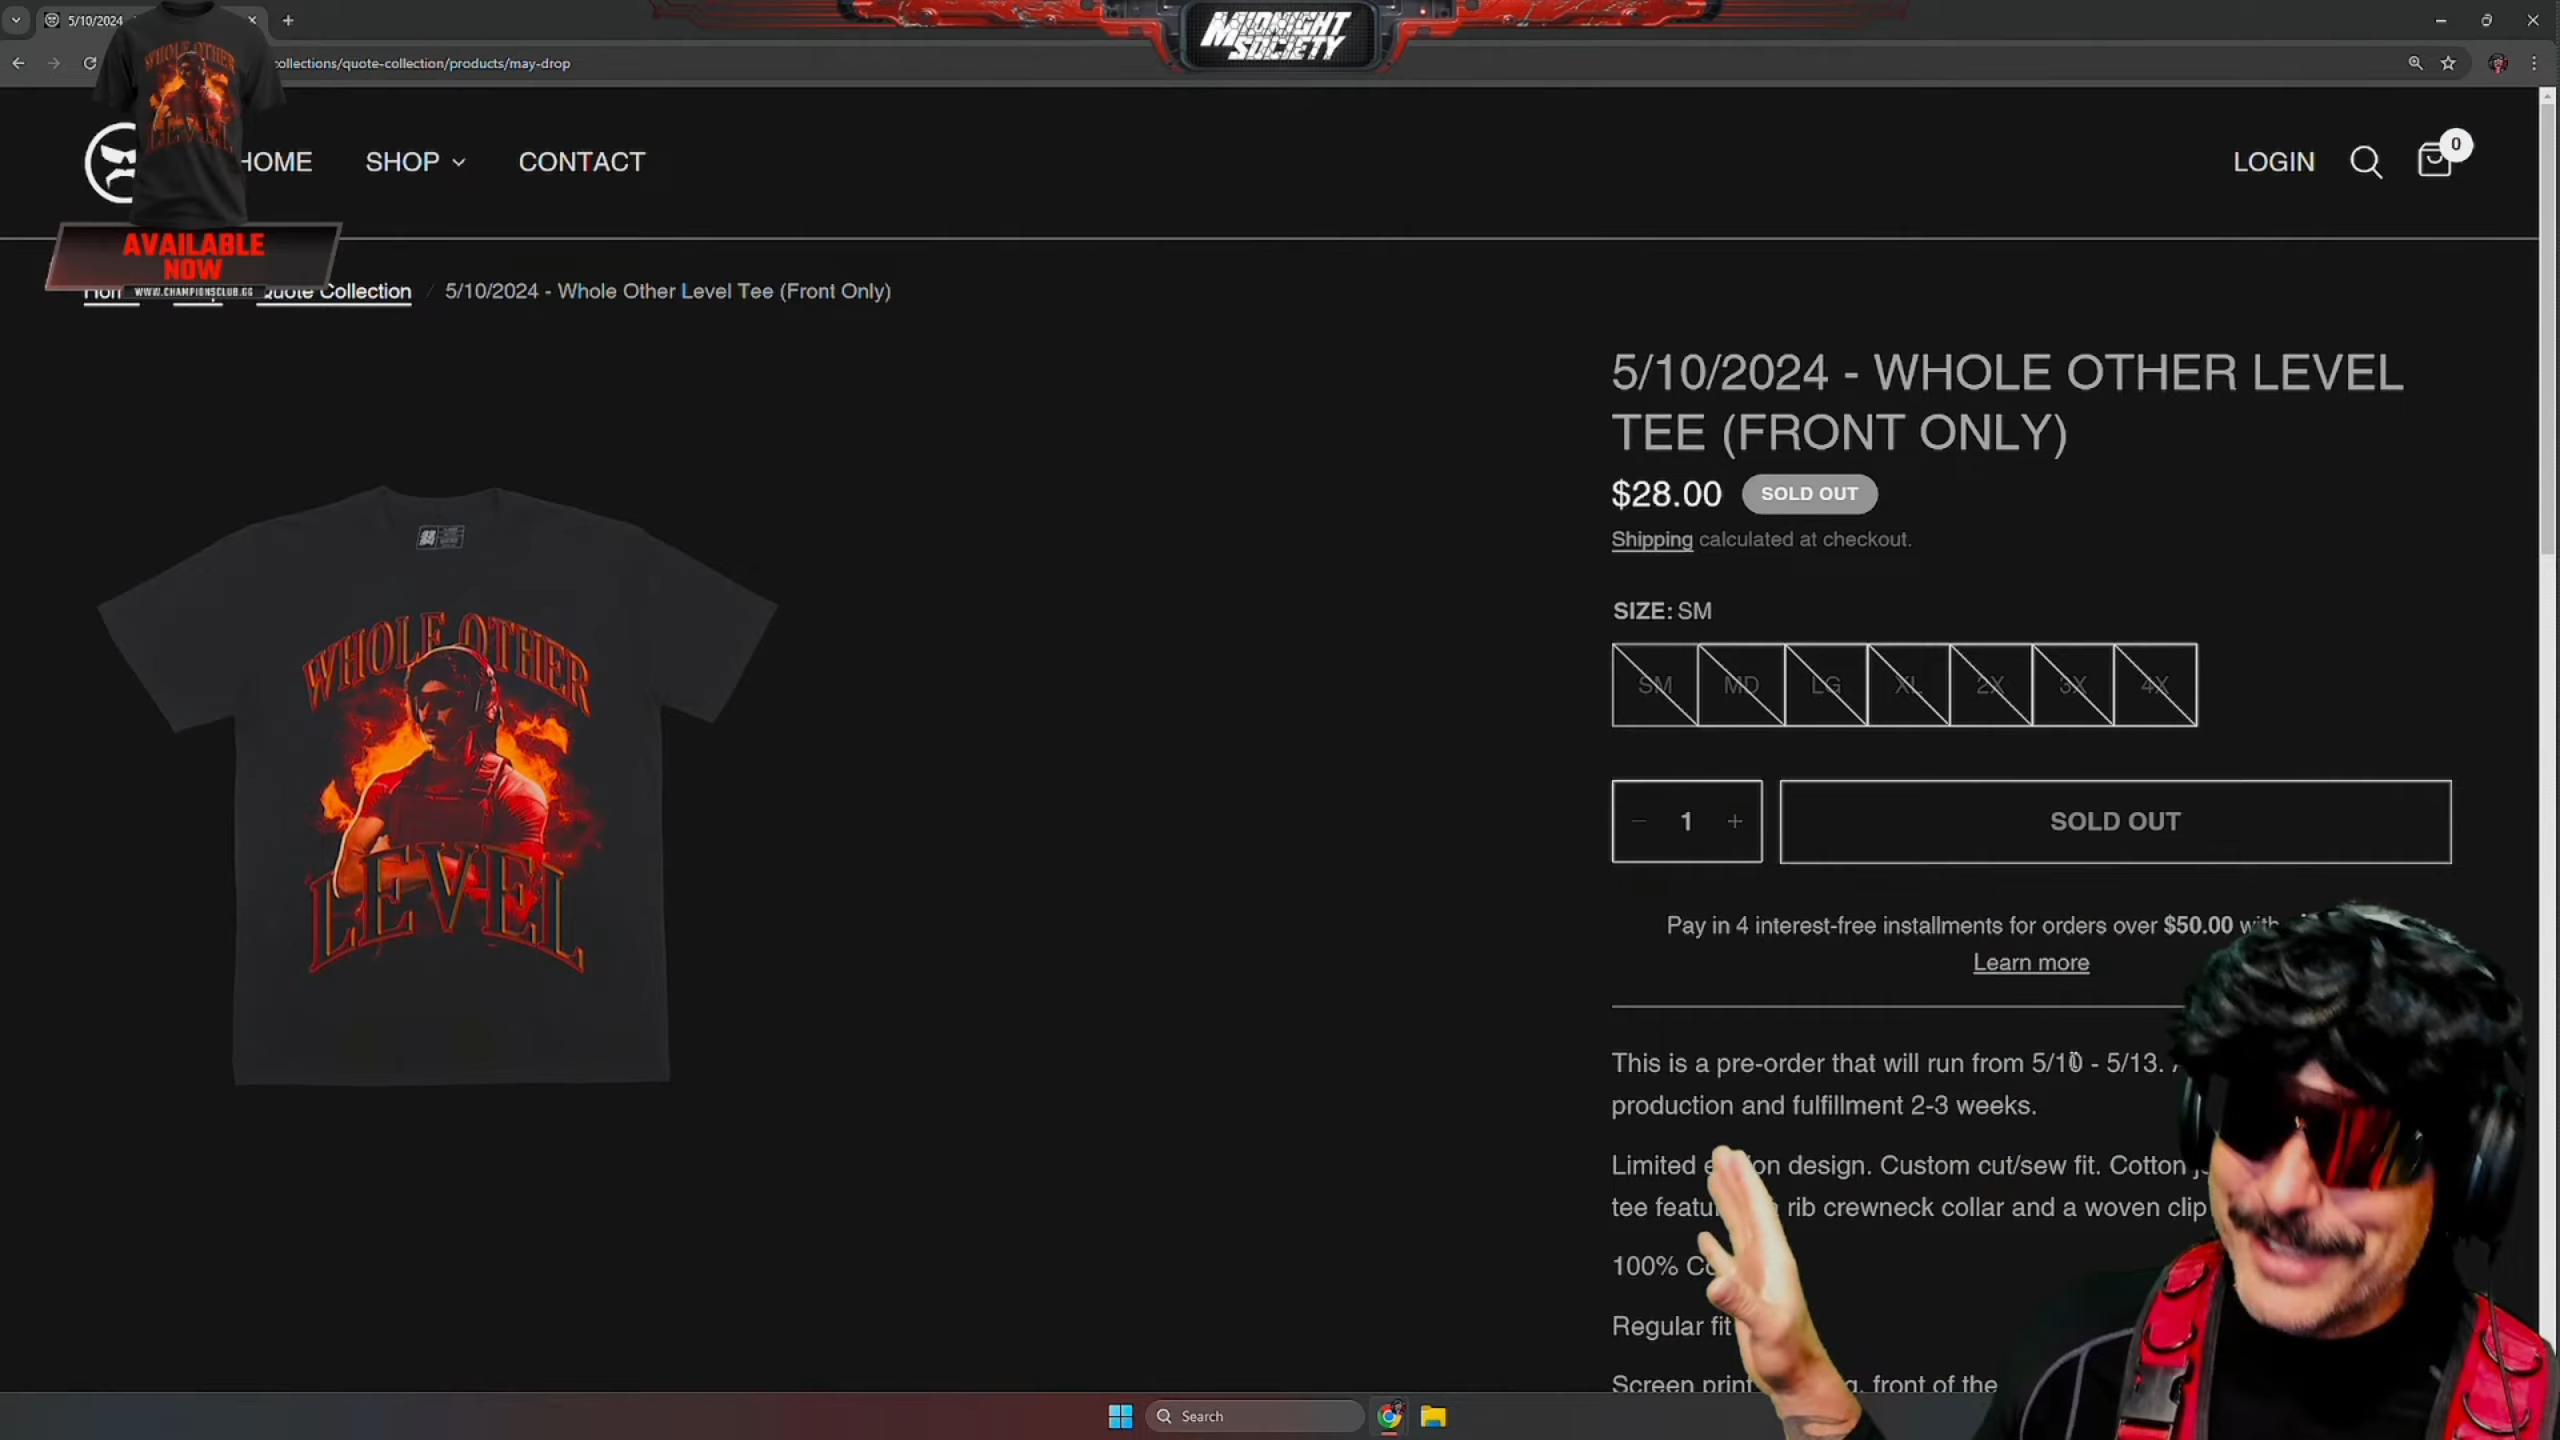 5/10/2024
MIDNIGHT
SOCIETY
collections/quote-collection/products/may-drop
WHOLE OTHER
LEVEL
HOME
SHOP
CONTACT
LOGIN
0
AVAILABLE
NOW
WWW.CHAMPIONSCLUB.GG
Quote Collection / 5/10/2024 - Whole Other Level Tee (Front Only)
5/10/2024 - WHOLE OTHER LEVEL
TEE (FRONT ONLY)
$28.00 SOLD OUT
Shipping calculated at checkout.
SIZE: SM
SM MD LG XL 2X 3X 4X
− 1 + SOLD OUT
WHOLE OTHER
LEVEL
Pay in 4 interest-free installments for orders over $50.00 with
Learn more
This is a pre-order that will run from 5/10 - 5/13.
production and fulfillment 2-3 weeks.
Limited design. Custom cut/sew fit. Cotton
tee rib crewneck collar and a woven clip
100%
Regular fit
Screen print front of the
Search